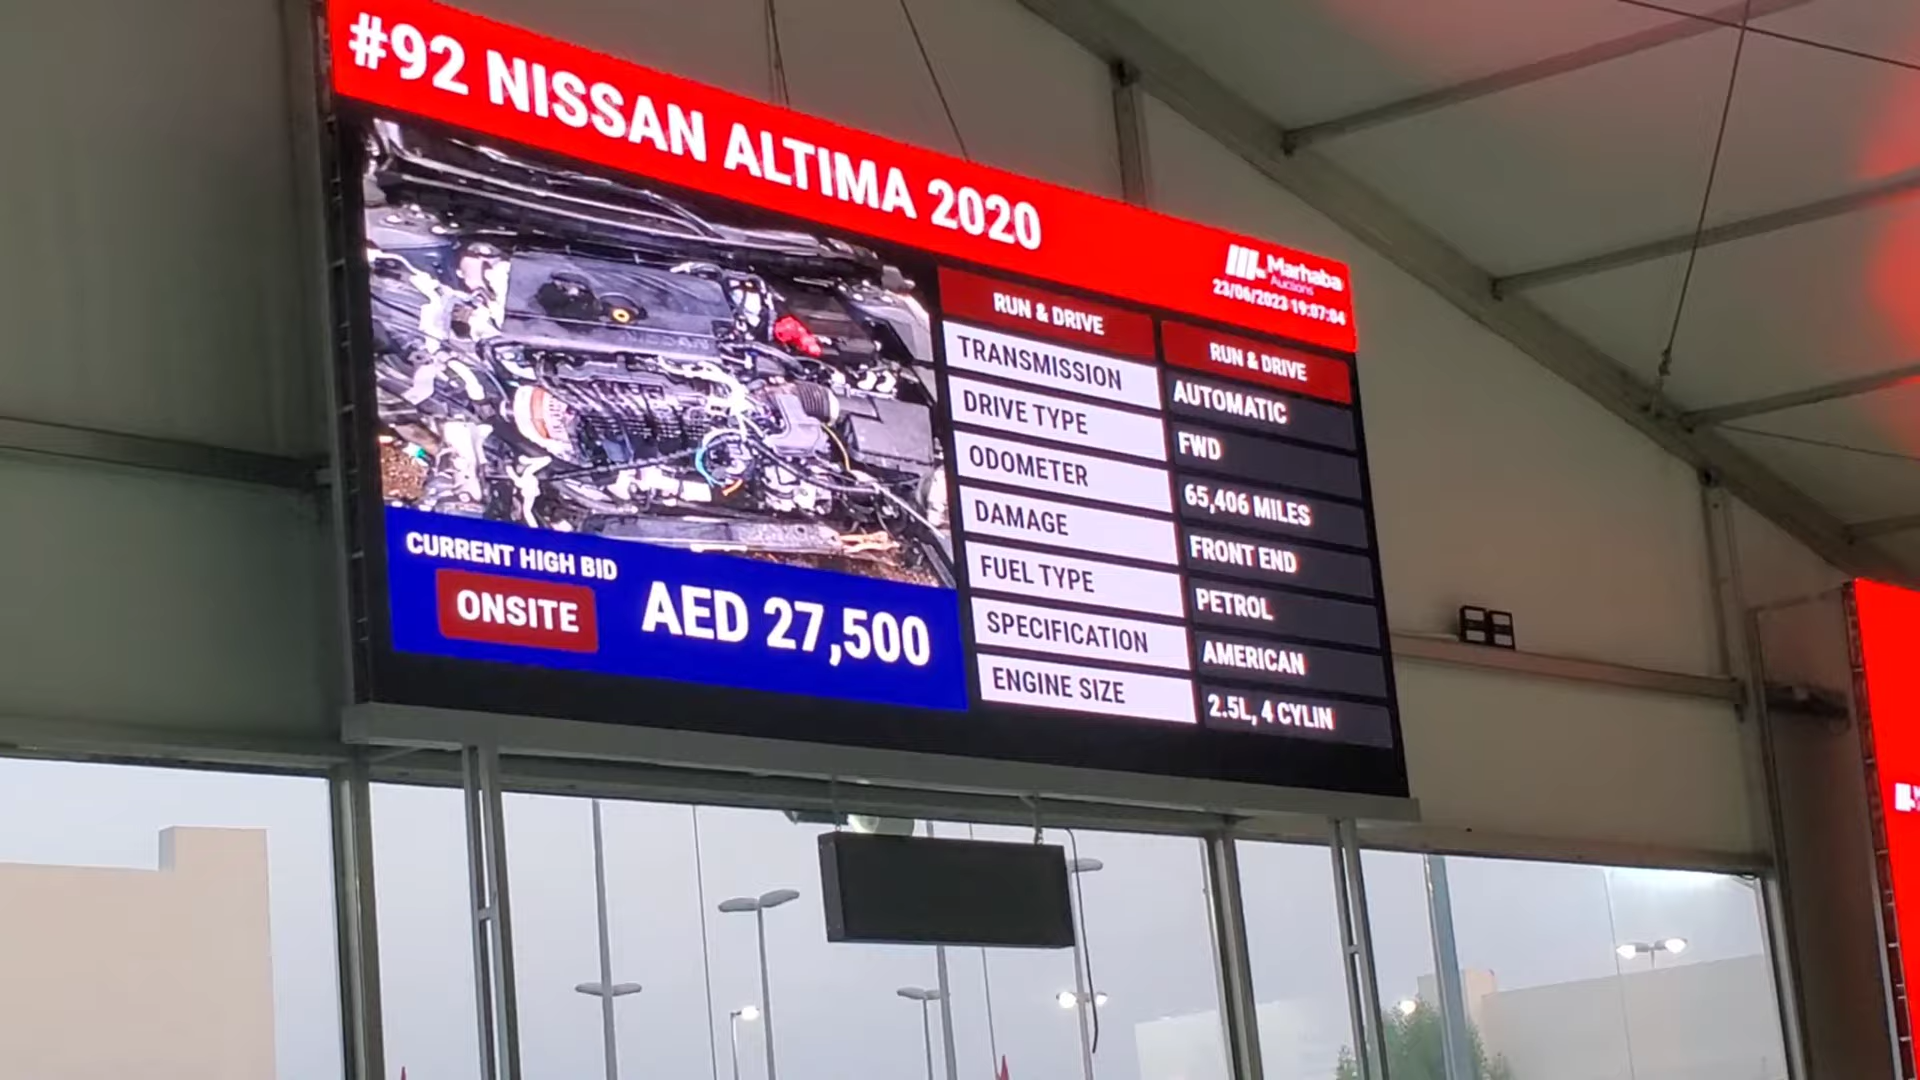 #92 NISSAN ALTIMA 2020
Marhaba
Auctions
23/06/2023 19:07:04
RUN & DRIVE RUN & DRIVE
TRANSMISSION AUTOMATIC
DRIVE TYPE FWD
ODOMETER 65,406 MILES
DAMAGE FRONT END
FUEL TYPE PETROL
SPECIFICATION AMERICAN
ENGINE SIZE 2.5L, 4 CYLIN
CURRENT HIGH BID
ONSITE AED 27,500